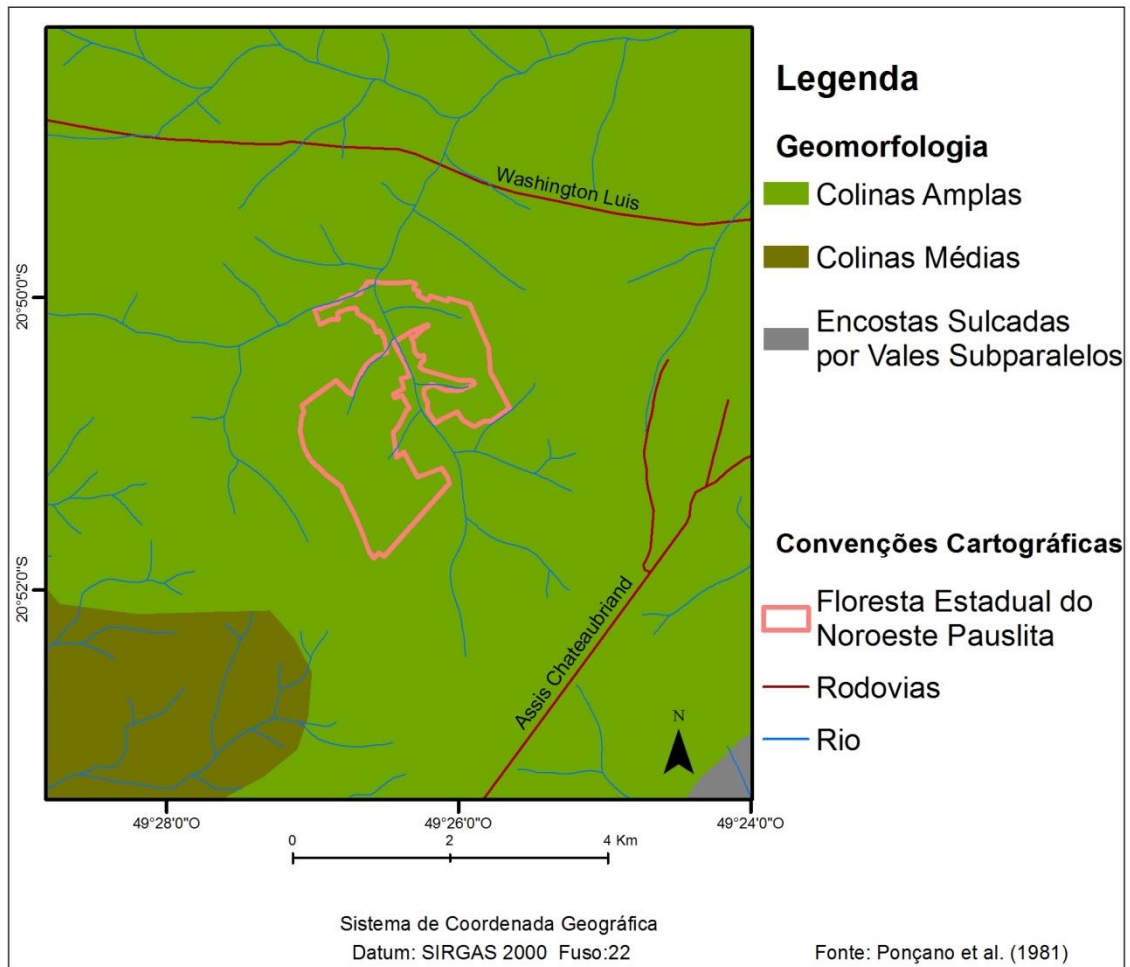 Legenda
Geomorfologia
Colinas Amplas
Colinas Médias
Encostas Sulcadas
por Vales Subparalelos
Convenções Cartográficas
Floresta Estadual do
Noroeste Pauslita
Rodovias
Rio
Washington Luis
Assis Chateaubriand
N
20°50'0"S
20°52'0"S
49°28'0"O
49°26'0"O
49°24'0"O
0 2 4 Km
Sistema de Coordenada Geográfica
Datum: SIRGAS 2000 Fuso:22
Fonte: Ponçano et al. (1981)